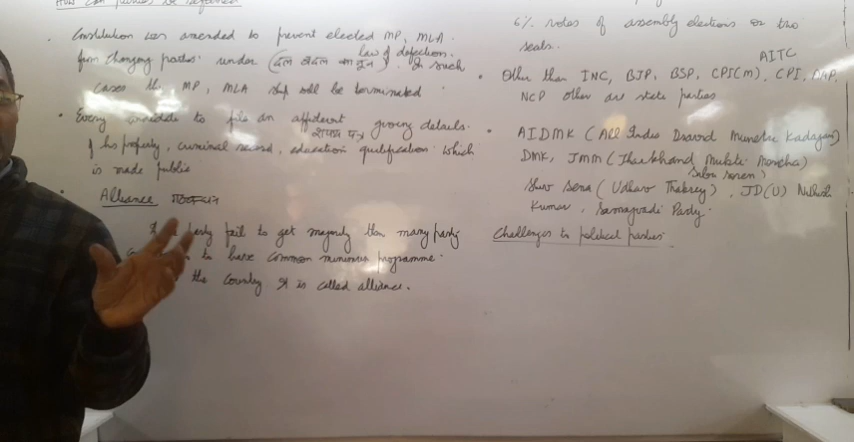 How can parties be reformed
. Constitution was amended to prevent elected MP, MLA.
from changing parties. under (दल बदल कानून) law of defection. In such
cases the MP, MLA ship will be terminated.
. Every candidate to file an affidavit शपथ पत्र giving details.
of his property, criminal record, education qualification. which
is made public
. Alliance गठबंधन
party fail to get majority then many party
to have common minimum programme.
the country It is called alliance.
6% votes of assembly elections or two
seats.
. Other than INC, BJP, BSP, CPI(M), CPI, AITC
NCP other are state parties
. AIDMK (All India Dravid Munetra Kadagam)
DMK, JMM (Jharkhand Mukti Morcha)
Shiv Sena (Udhav Thakrey), JD(U) Nitish
Kumar, Samajvadi Party.
Challenges to political parties.